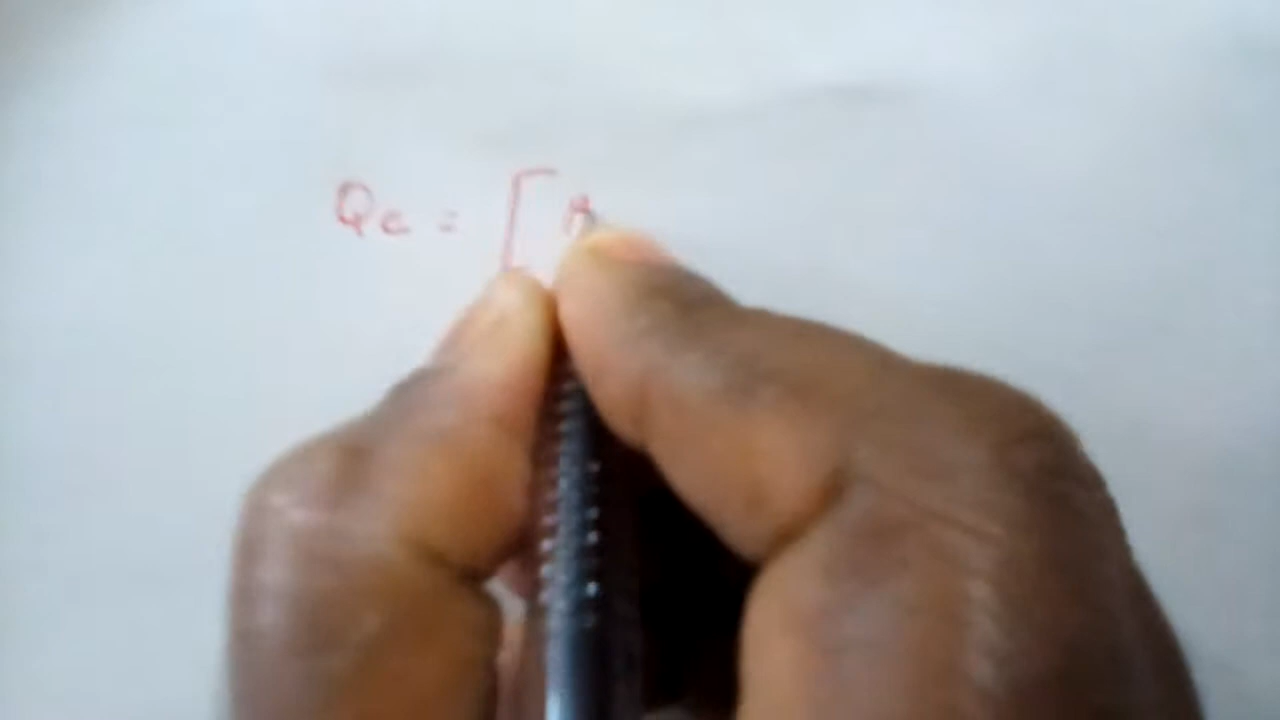 Qc = [